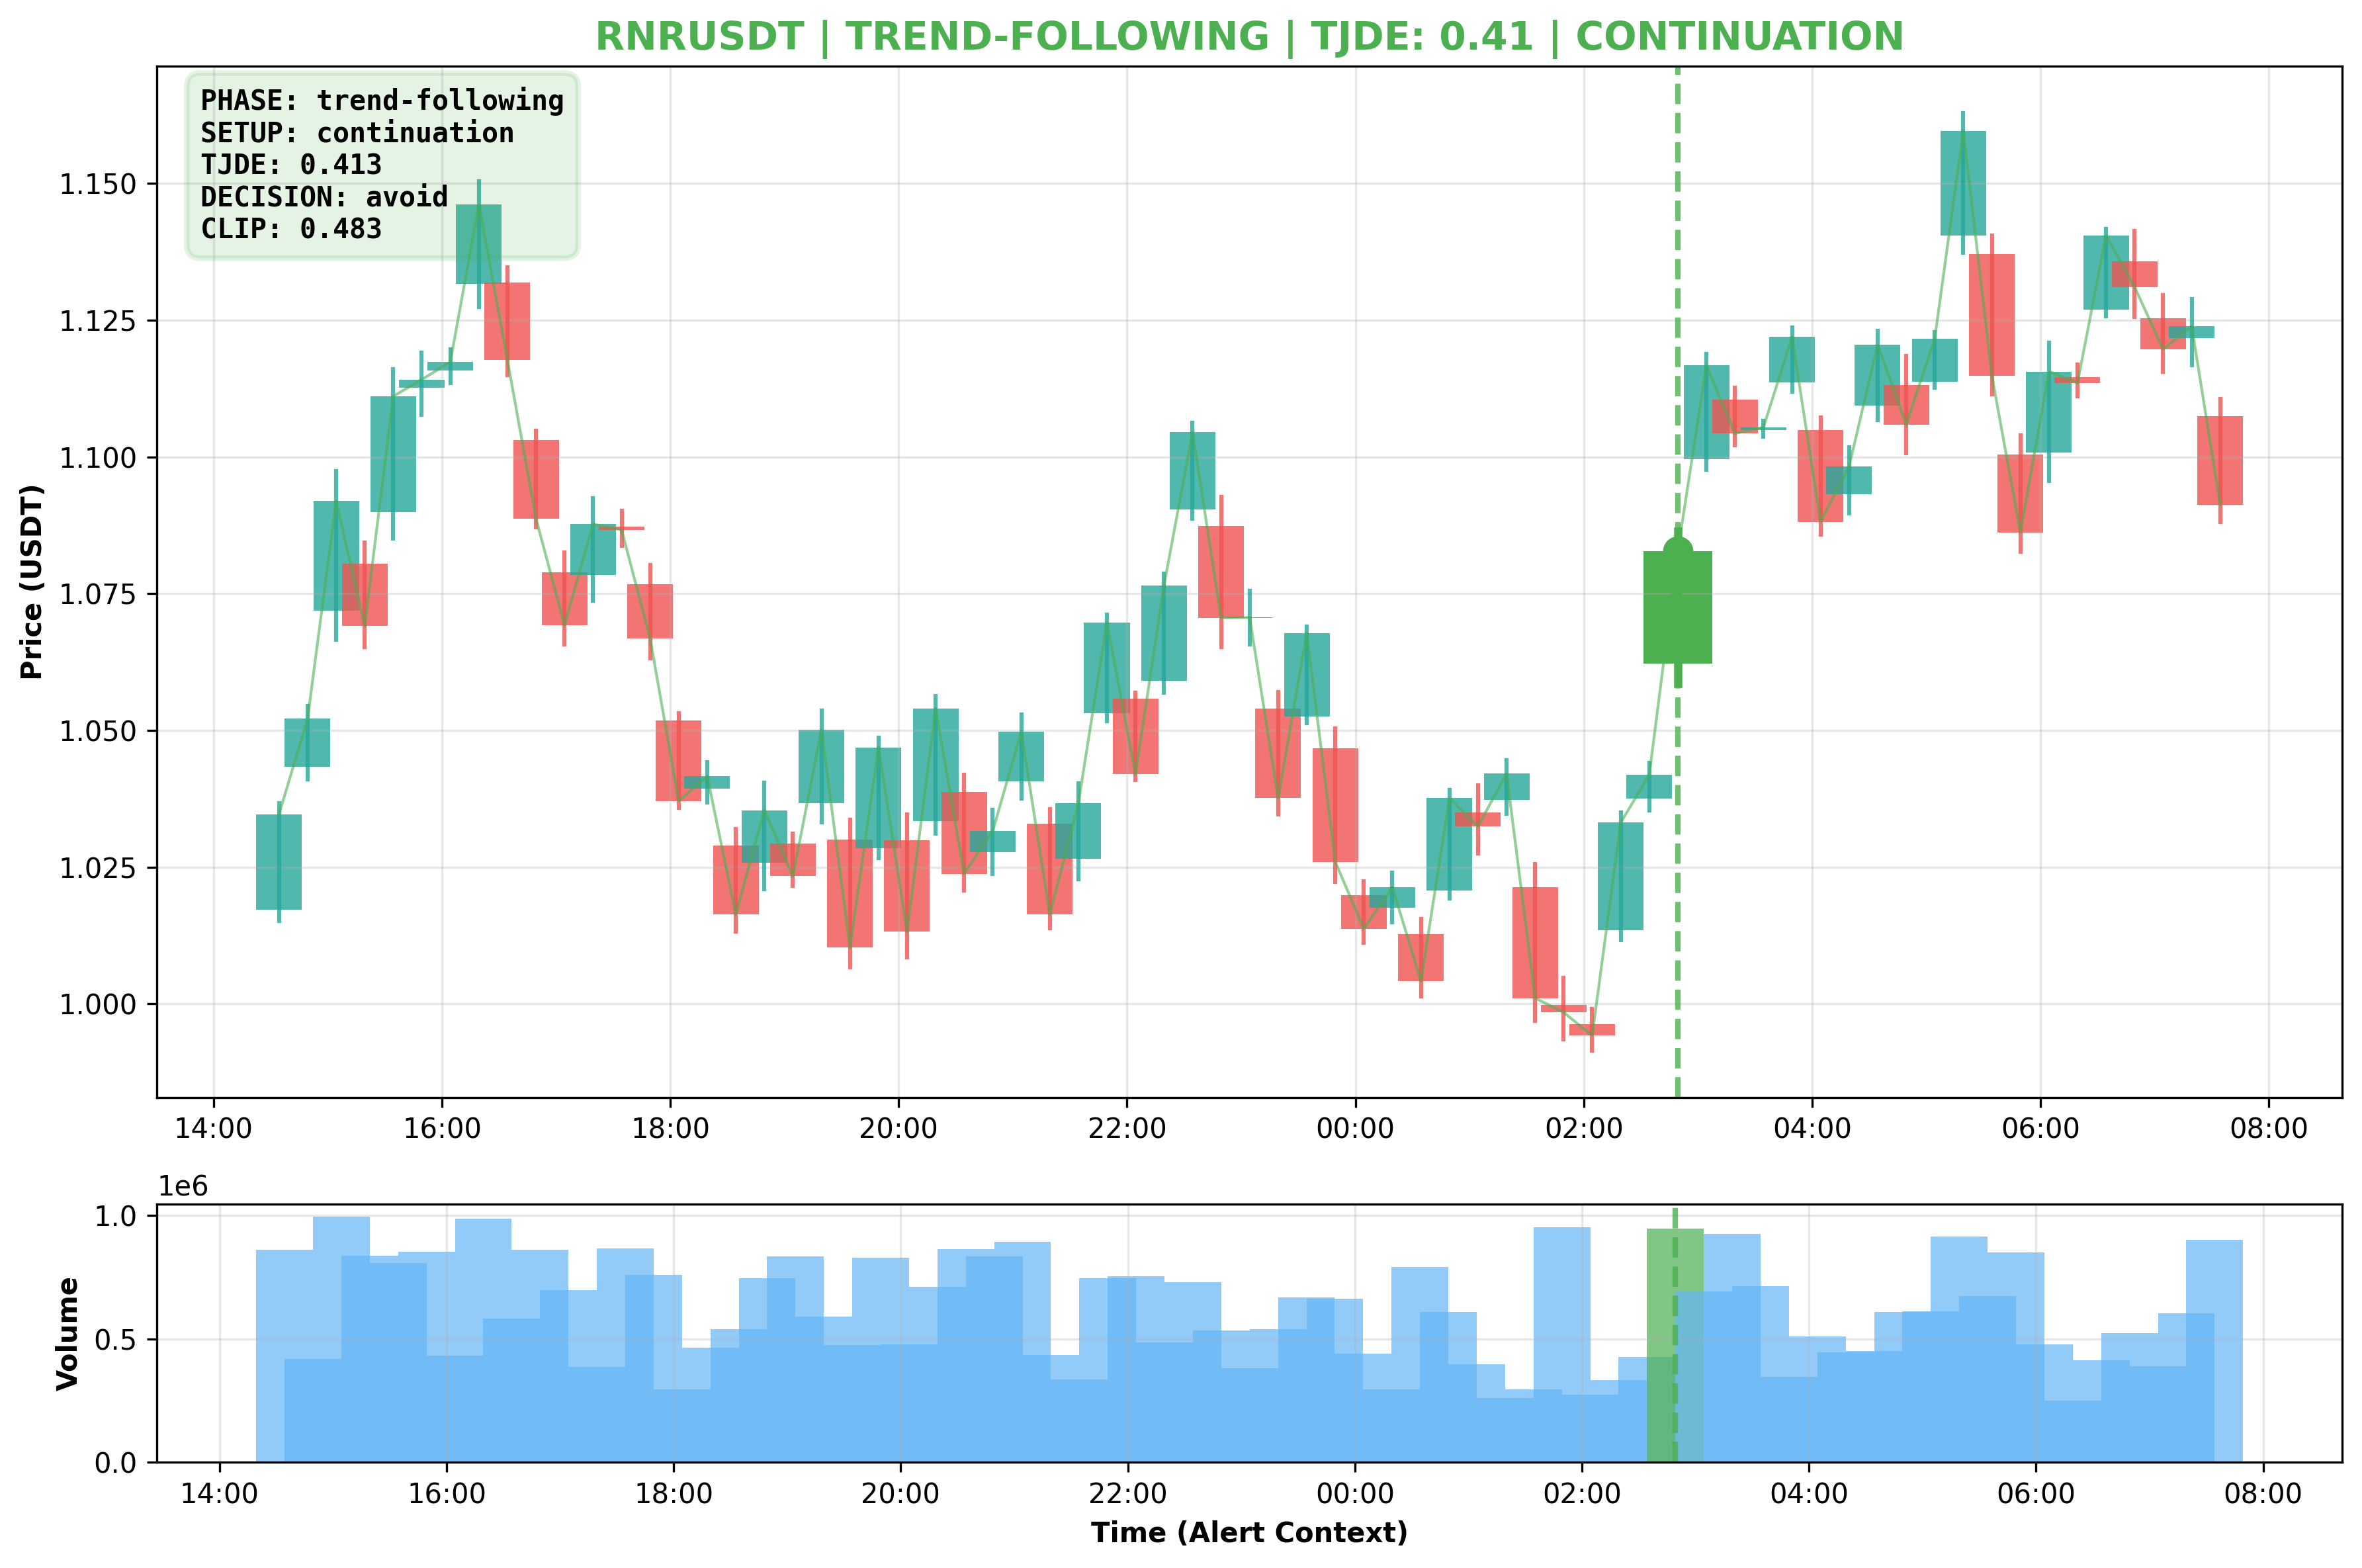 RNRUSDT | TREND-FOLLOWING | TJDE: 0.41 | CONTINUATION
PHASE: trend-following
SETUP: continuation
TJDE: 0.413
DECISION: avoid
CLIP: 0.483
Price (USDT)
1.150
1.125
1.100
1.075
1.050
1.025
1.000
14:00 16:00 18:00 20:00 22:00 00:00 02:00 04:00 06:00 08:00
1e6
Volume
1.0
0.5
0.0
14:00 16:00 18:00 20:00 22:00 00:00 02:00 04:00 06:00 08:00
Time (Alert Context)